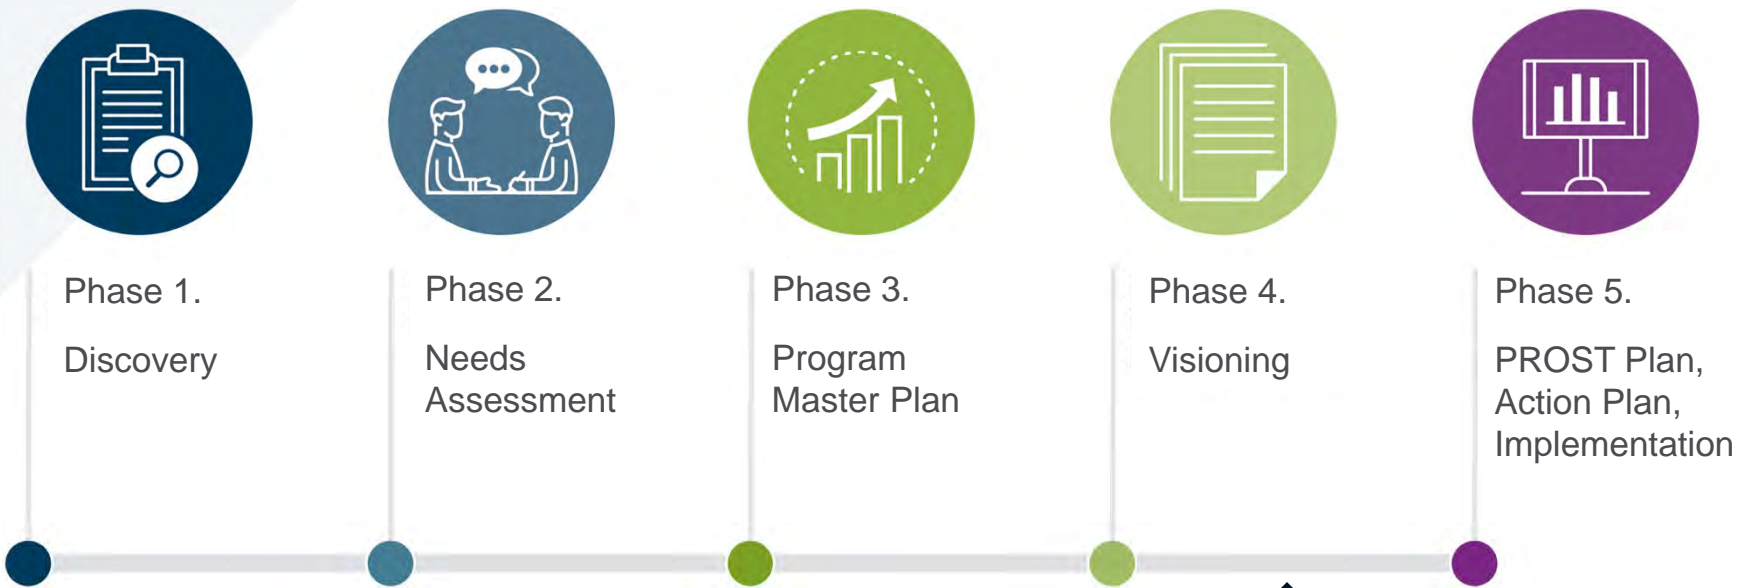 Phase 1.
Discovery
Phase 2.
Needs
Assessment
Phase 3.
Program
Master Plan
Phase 4.
Visioning
Phase 5.
PROST Plan,
Action Plan,
Implementation